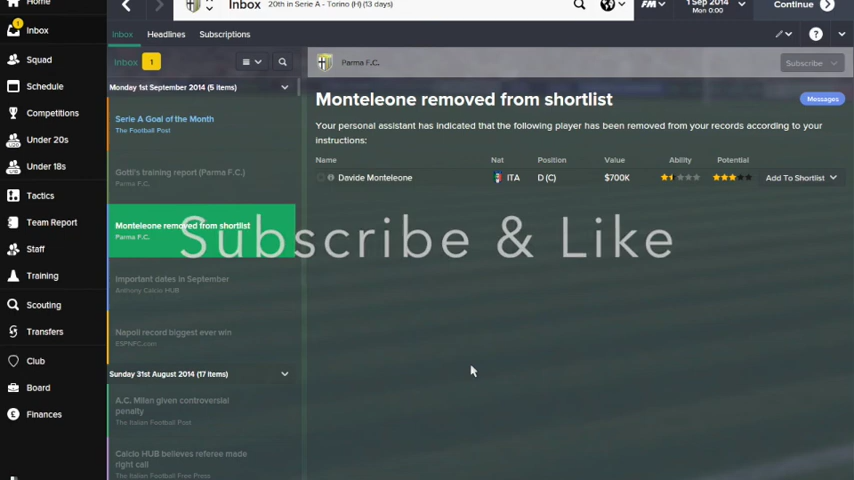 Home
Inbox
20th in Serie A - Torino (H) (13 days)
FM
1 Sep 2014
Mon 0:00
Continue
1
Inbox
Inbox
Headlines
Subscriptions
?
Squad
Schedule
Competitions
Under 20s
Under 18s
Tactics
Team Report
Staff
Training
Scouting
Transfers
Club
Board
Finances
Inbox 1
Monday 1st September 2014 (5 items)
Serie A Goal of the Month
The Football Post
Gotti's training report (Parma F.C.)
Parma F.C.
Monteleone removed from shortlist
Parma F.C.
Important dates in September
Anthony Calcio HUB
Napoli record biggest ever win
ESPNFC.com
Sunday 31st August 2014 (17 items)
A.C. Milan given controversial
penalty
The Italian Football Post
Calcio HUB believes referee made
right call
The Italian Football Free Press
Parma F.C.
Subscribe
Monteleone removed from shortlist
Messages
Your personal assistant has indicated that the following player has been removed from your records according to your
instructions:
Name Nat Position Value Ability Potential
Davide Monteleone ITA D (C) $700K Add To Shortlist
Subscribe & Like